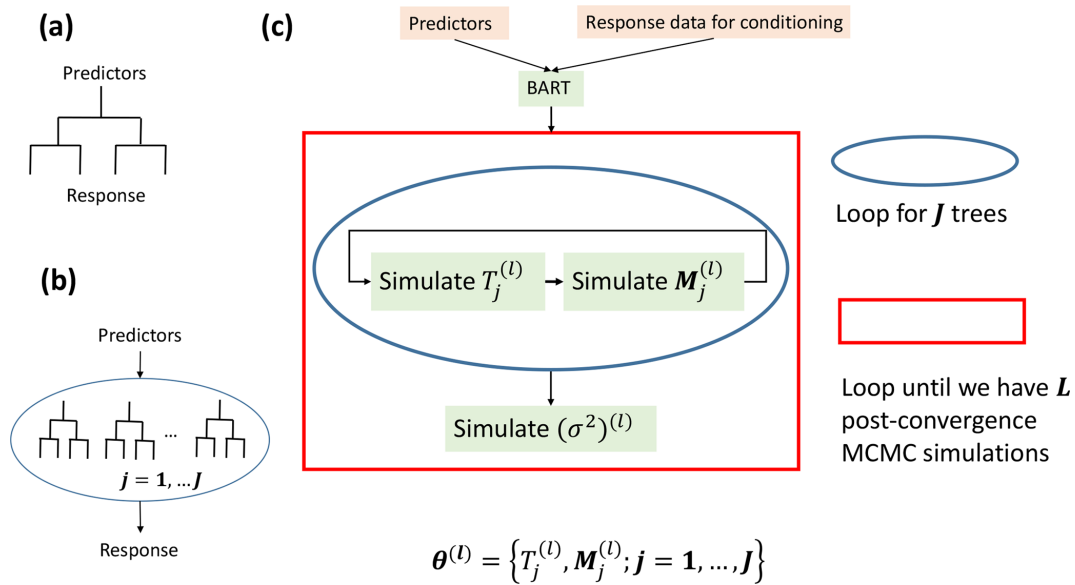 (a)
Predictors
Response
(b)
Predictors
...
j = 1, … J
Response
(c)
Predictors
Response data for conditioning
BART
Simulate T_j^(l)
Simulate M_j^(l)
Simulate (σ²)^(l)
θ^(l) = {T_j^(l), M_j^(l); j = 1, …, J}
Loop for J trees
Loop until we have L
post-convergence
MCMC simulations